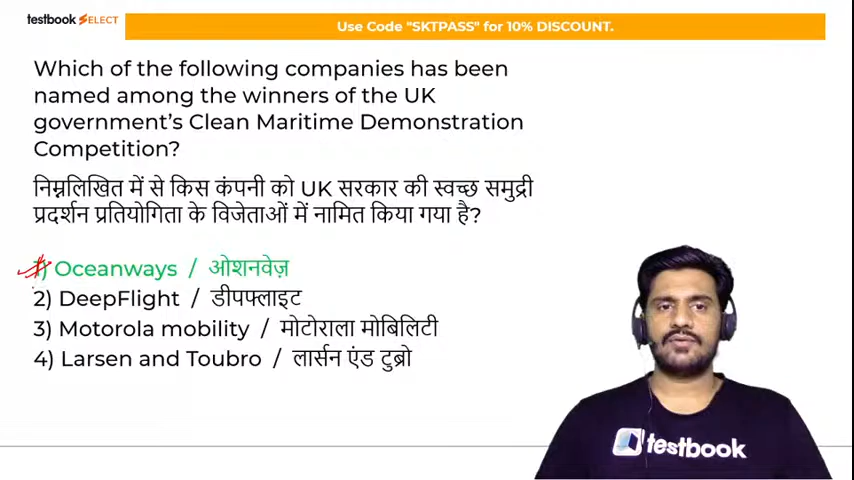 testbook SELECT
Use Code "SKTPASS" for 10% DISCOUNT.
Which of the following companies has been
named among the winners of the UK
government's Clean Maritime Demonstration
Competition?
निम्नलिखित में से किस कंपनी को UK सरकार की स्वच्छ समुद्री
प्रदर्शन प्रतियोगिता के विजेताओं में नामित किया गया है?
1) Oceanways / ओशनवेज़
2) DeepFlight / डीपफ्लाइट
3) Motorola mobility / मोटोराला मोबिलिटी
4) Larsen and Toubro / लार्सन एंड टुब्रो
testbook